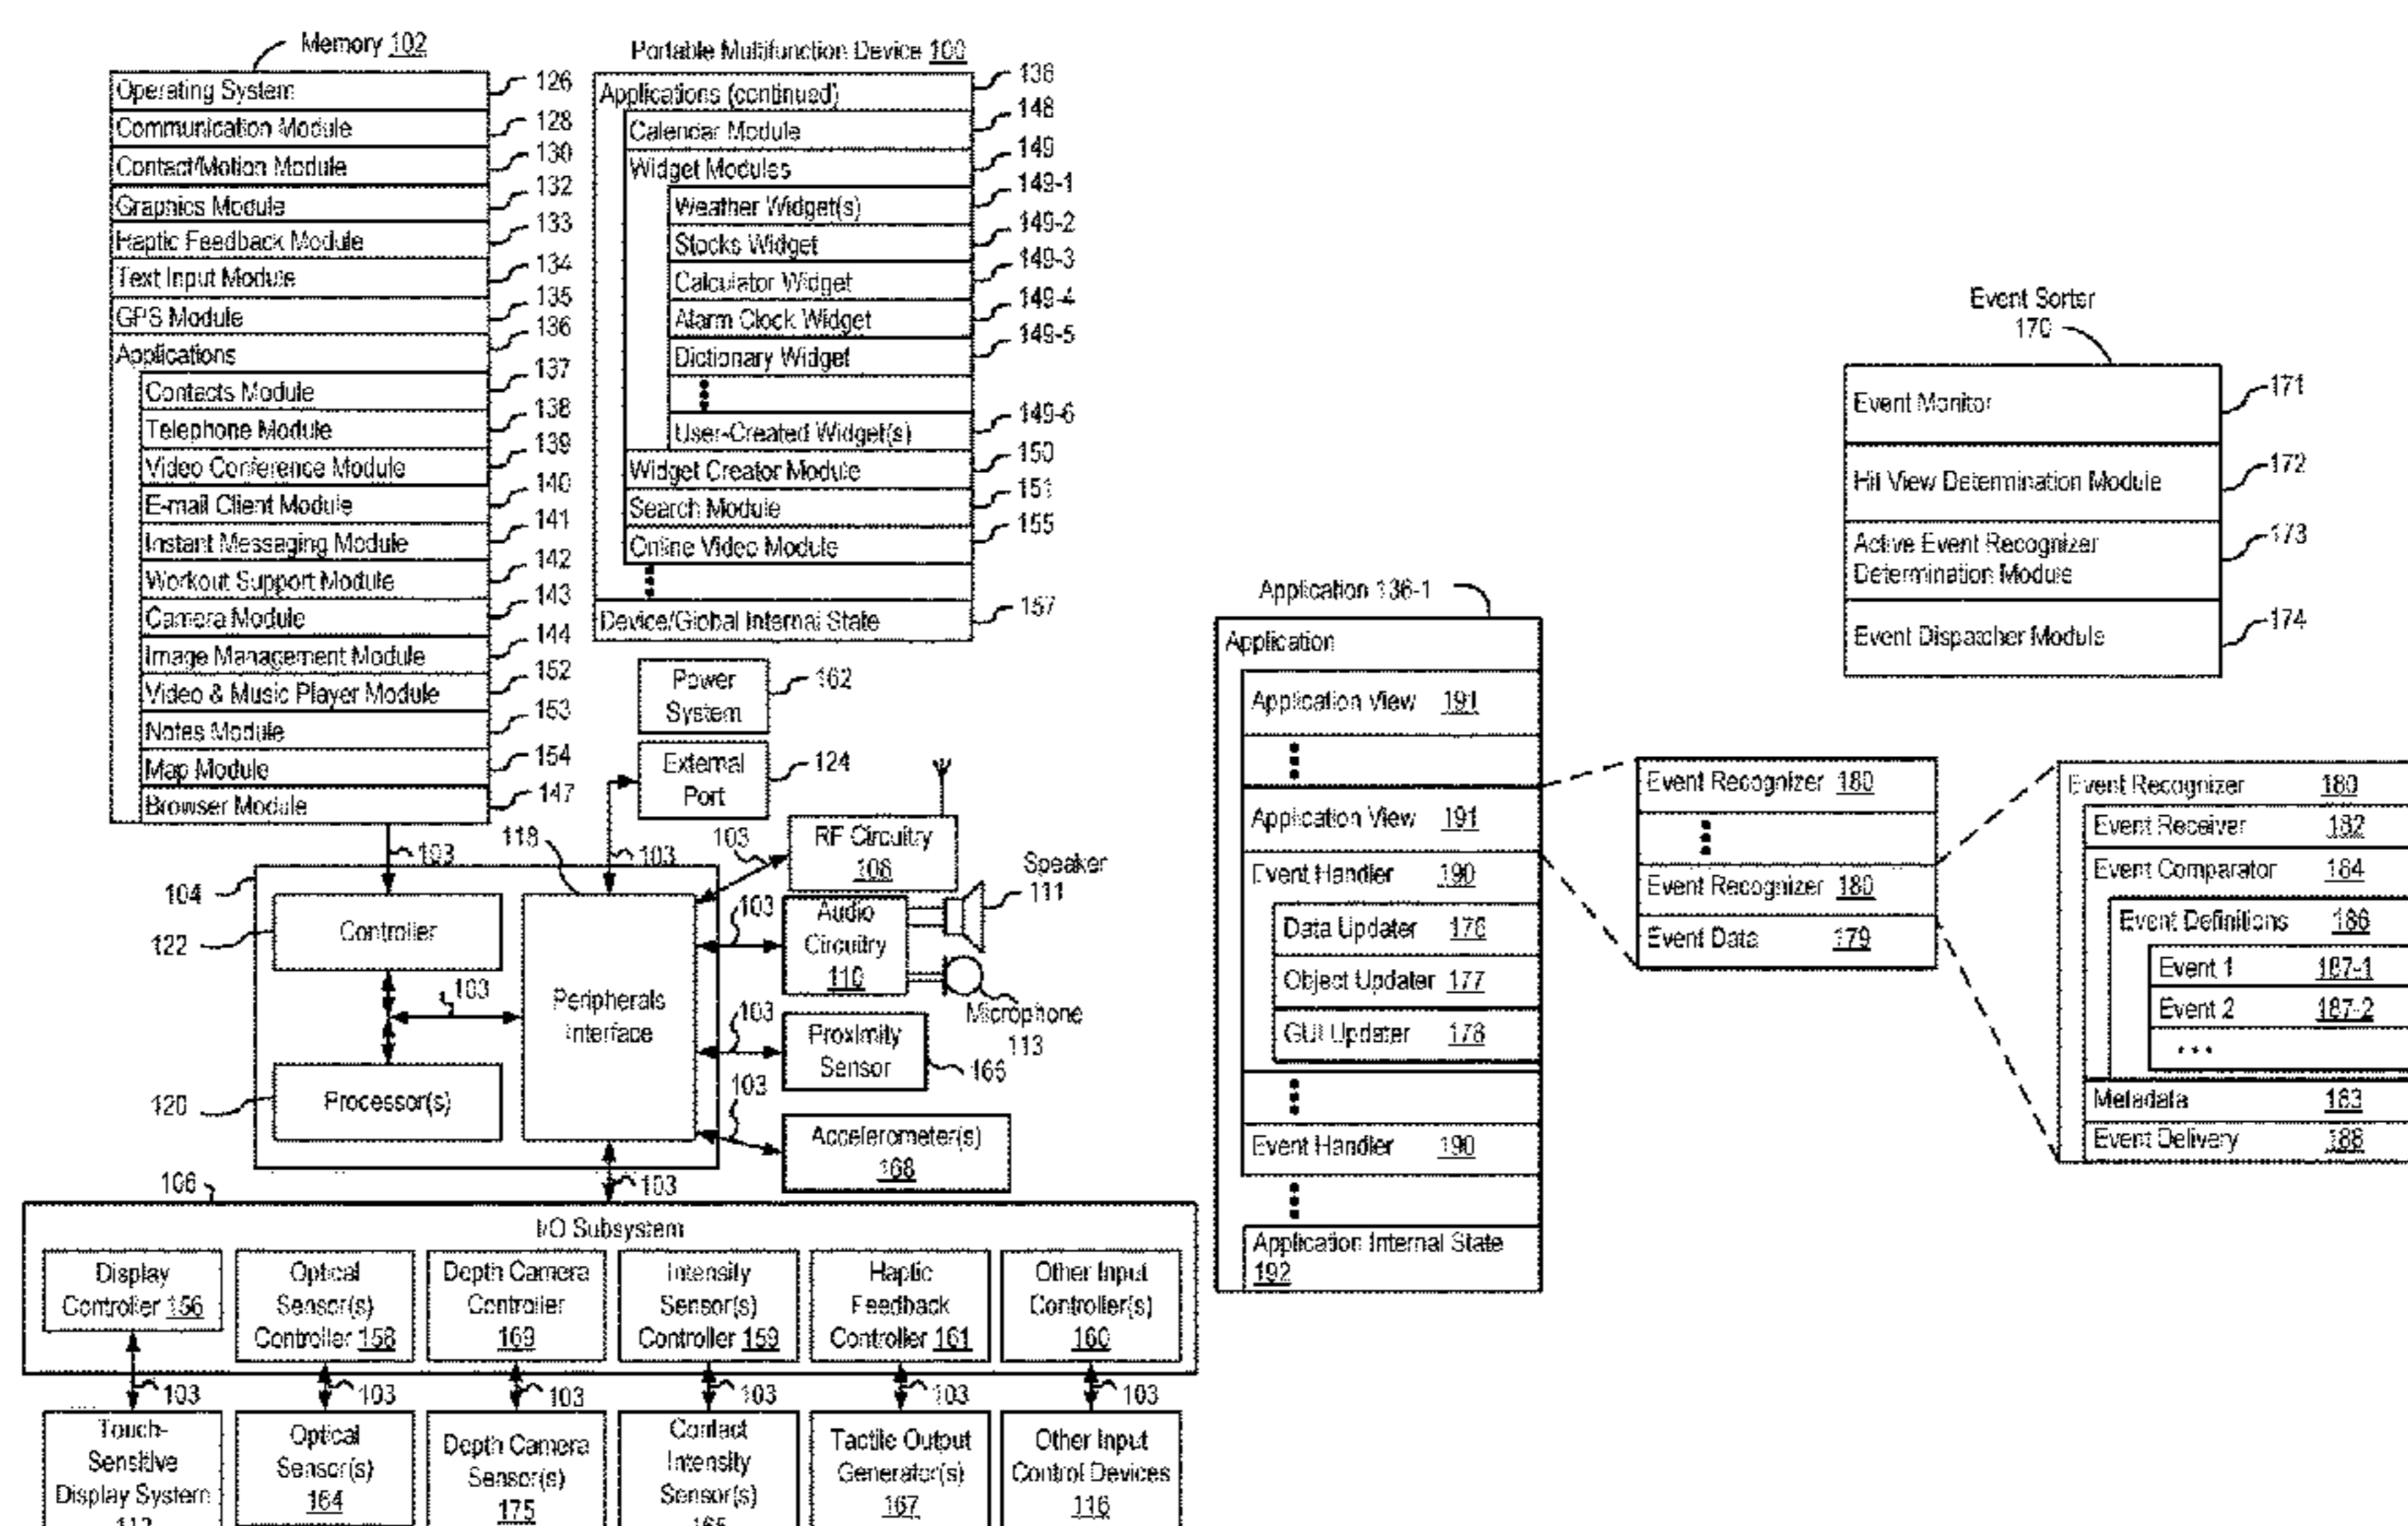 Memory 102
Operating System
126
Communication Module
128
Contact/Motion Module
130
Graphics Module
132
Haptic Feedback Module
133
Text Input Module
134
GPS Module
135
Applications
136
Contacts Module
137
Telephone Module
138
Video Conference Module
139
E-mail Client Module
140
Instant Messaging Module
141
Workout Support Module
142
Camera Module
143
Image Management Module
144
Video & Music Player Module
152
Notes Module
153
Map Module
154
Browser Module
147
Portable Multifunction Device 100
Applications (continued)
136
Calendar Module
148
Widget Modules
149
Weather Widget(s)
149-1
Stocks Widget
149-2
Calculator Widget
149-3
Alarm Clock Widget
149-4
Dictionary Widget
149-5
User-Created Widget(s)
149-6
Widget Creator Module
150
Search Module
151
Online Video Module
155
Device/Global Internal State
157
Power
System
162
External
Port
124
103
118
103
103
RF Circuitry
108
Speaker
111
104
122
Controller
103
Audio
Circuitry
110
103
Peripherals
Interface
Microphone
113
103
Proximity
Sensor
166
120
Processor(s)
103
Accelerometer(s)
168
106
103
I/O Subsystem
Display
Controller 156
Optical
Sensor(s)
Controller 158
Depth Camera
Controller
169
Intensity
Sensor(s)
Controller 159
Haptic
Feedback
Controller 161
Other Input
Controller(s)
160
103
103
103
103
103
103
Touch-
Sensitive
Display System
112
Optical
Sensor(s)
164
Depth Camera
Sensor(s)
175
Contact
Intensity
Sensor(s)
165
Tactile Output
Generator(s)
167
Other Input
Control Devices
116
Application 136-1
Application
Application View 191
Application View 191
Event Handler 190
Data Updater 176
Object Updater 177
GUI Updater 178
Event Handler 190
Application Internal State
192
Event Sorter
170
Event Monitor
171
Hit View Determination Module
172
Active Event Recognizer
Determination Module
173
Event Dispatcher Module
174
Event Recognizer 180
Event Recognizer 180
Event Data 179
Event Recognizer 180
Event Receiver 182
Event Comparator 184
Event Definitions 186
Event 1 187-1
Event 2 187-2
• • •
Metadata 183
Event Delivery 188